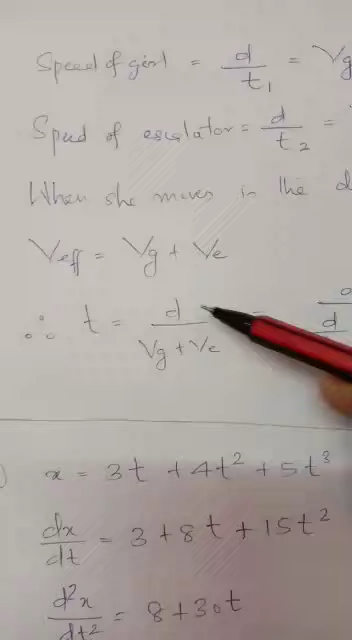 Speed of girl = d/t₁ = Vg
Speed of escalator = d/t₂ =
When she moves in the d
Veff = Vg + Ve
∴ t = d/(Vg + Ve) =
d
x = 3t + 4t² + 5t³
dx/dt = 3 + 8t + 15t²
d²x/dt² = 8 + 30t